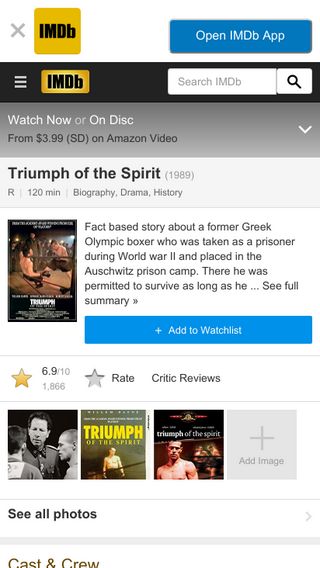 IMDb
Open IMDb App
IMDb
Search IMDb
Watch Now or On Disc
From $3.99 (SD) on Amazon Video
Triumph of the Spirit (1989)
R | 120 min | Biography, Drama, History
TRIUMPH
OF THE SPIRIT
Fact based story about a former Greek
Olympic boxer who was taken as a prisoner
during World war II and placed in the
Auschwitz prison camp. There he was
permitted to survive as long as he ... See full
summary »
+ Add to Watchlist
6.9/10
1,866
Rate
Critic Reviews
WILLEM DAFOE
TRIUMPH
OF THE SPIRIT
triumph of the spirit
Add Image
See all photos
Cast & Crew